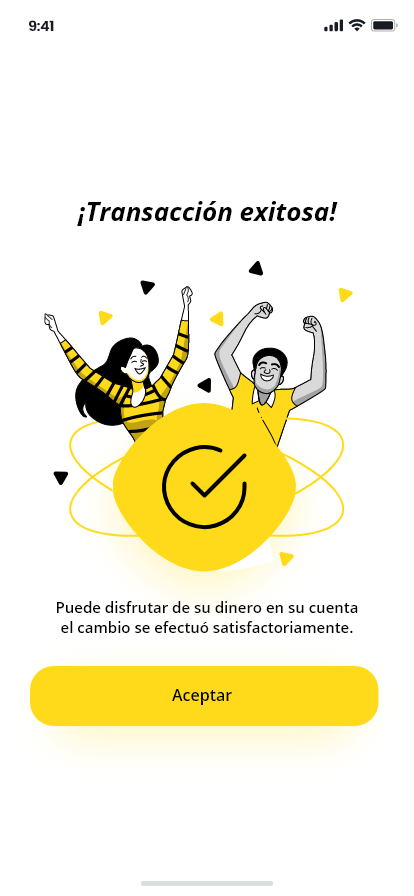 9:41
¡Transacción exitosa!
Puede disfrutar de su dinero en su cuenta
el cambio se efectuó satisfactoriamente.
Aceptar